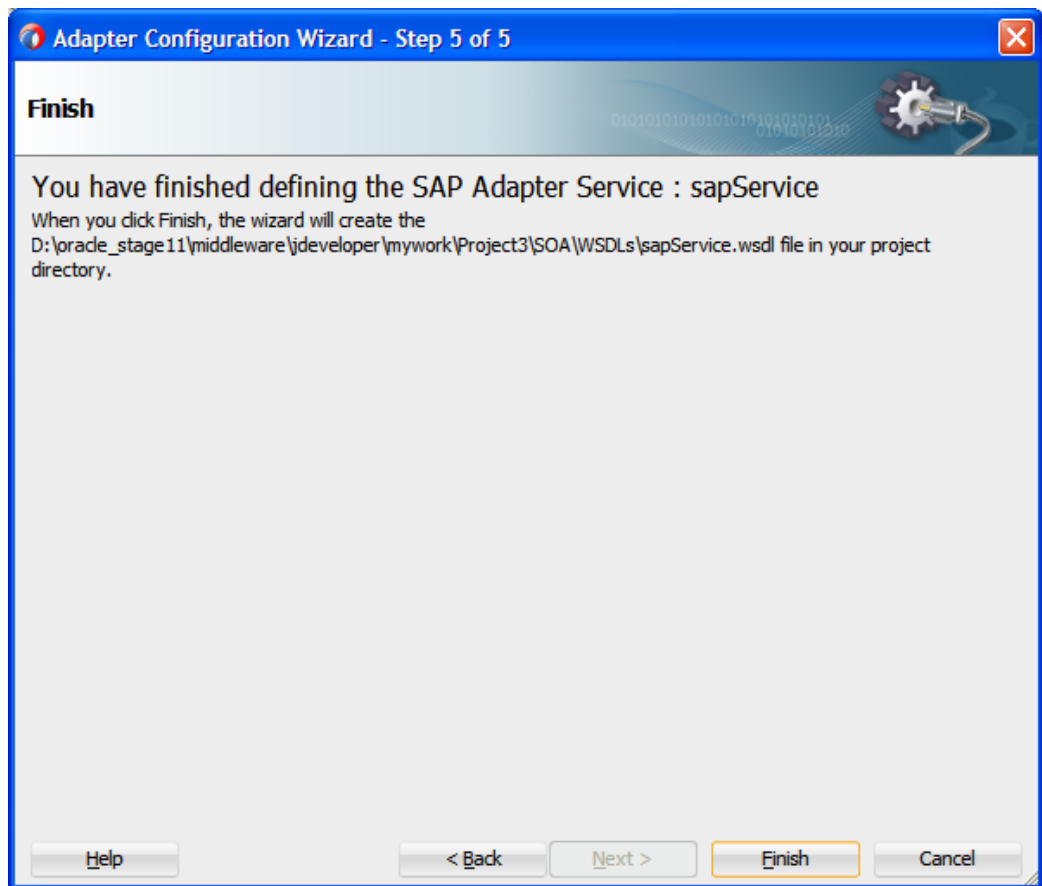 Adapter Configuration Wizard - Step 5 of 5
Finish
010101010101010101010101
01010101010
You have finished defining the SAP Adapter Service : sapService
When you click Finish, the wizard will create the
D:\oracle_stage11\middleware\jdeveloper\mywork\Project3\SOA\WSDLs\sapService.wsdl file in your project
directory.
Help < Back Next > Finish Cancel